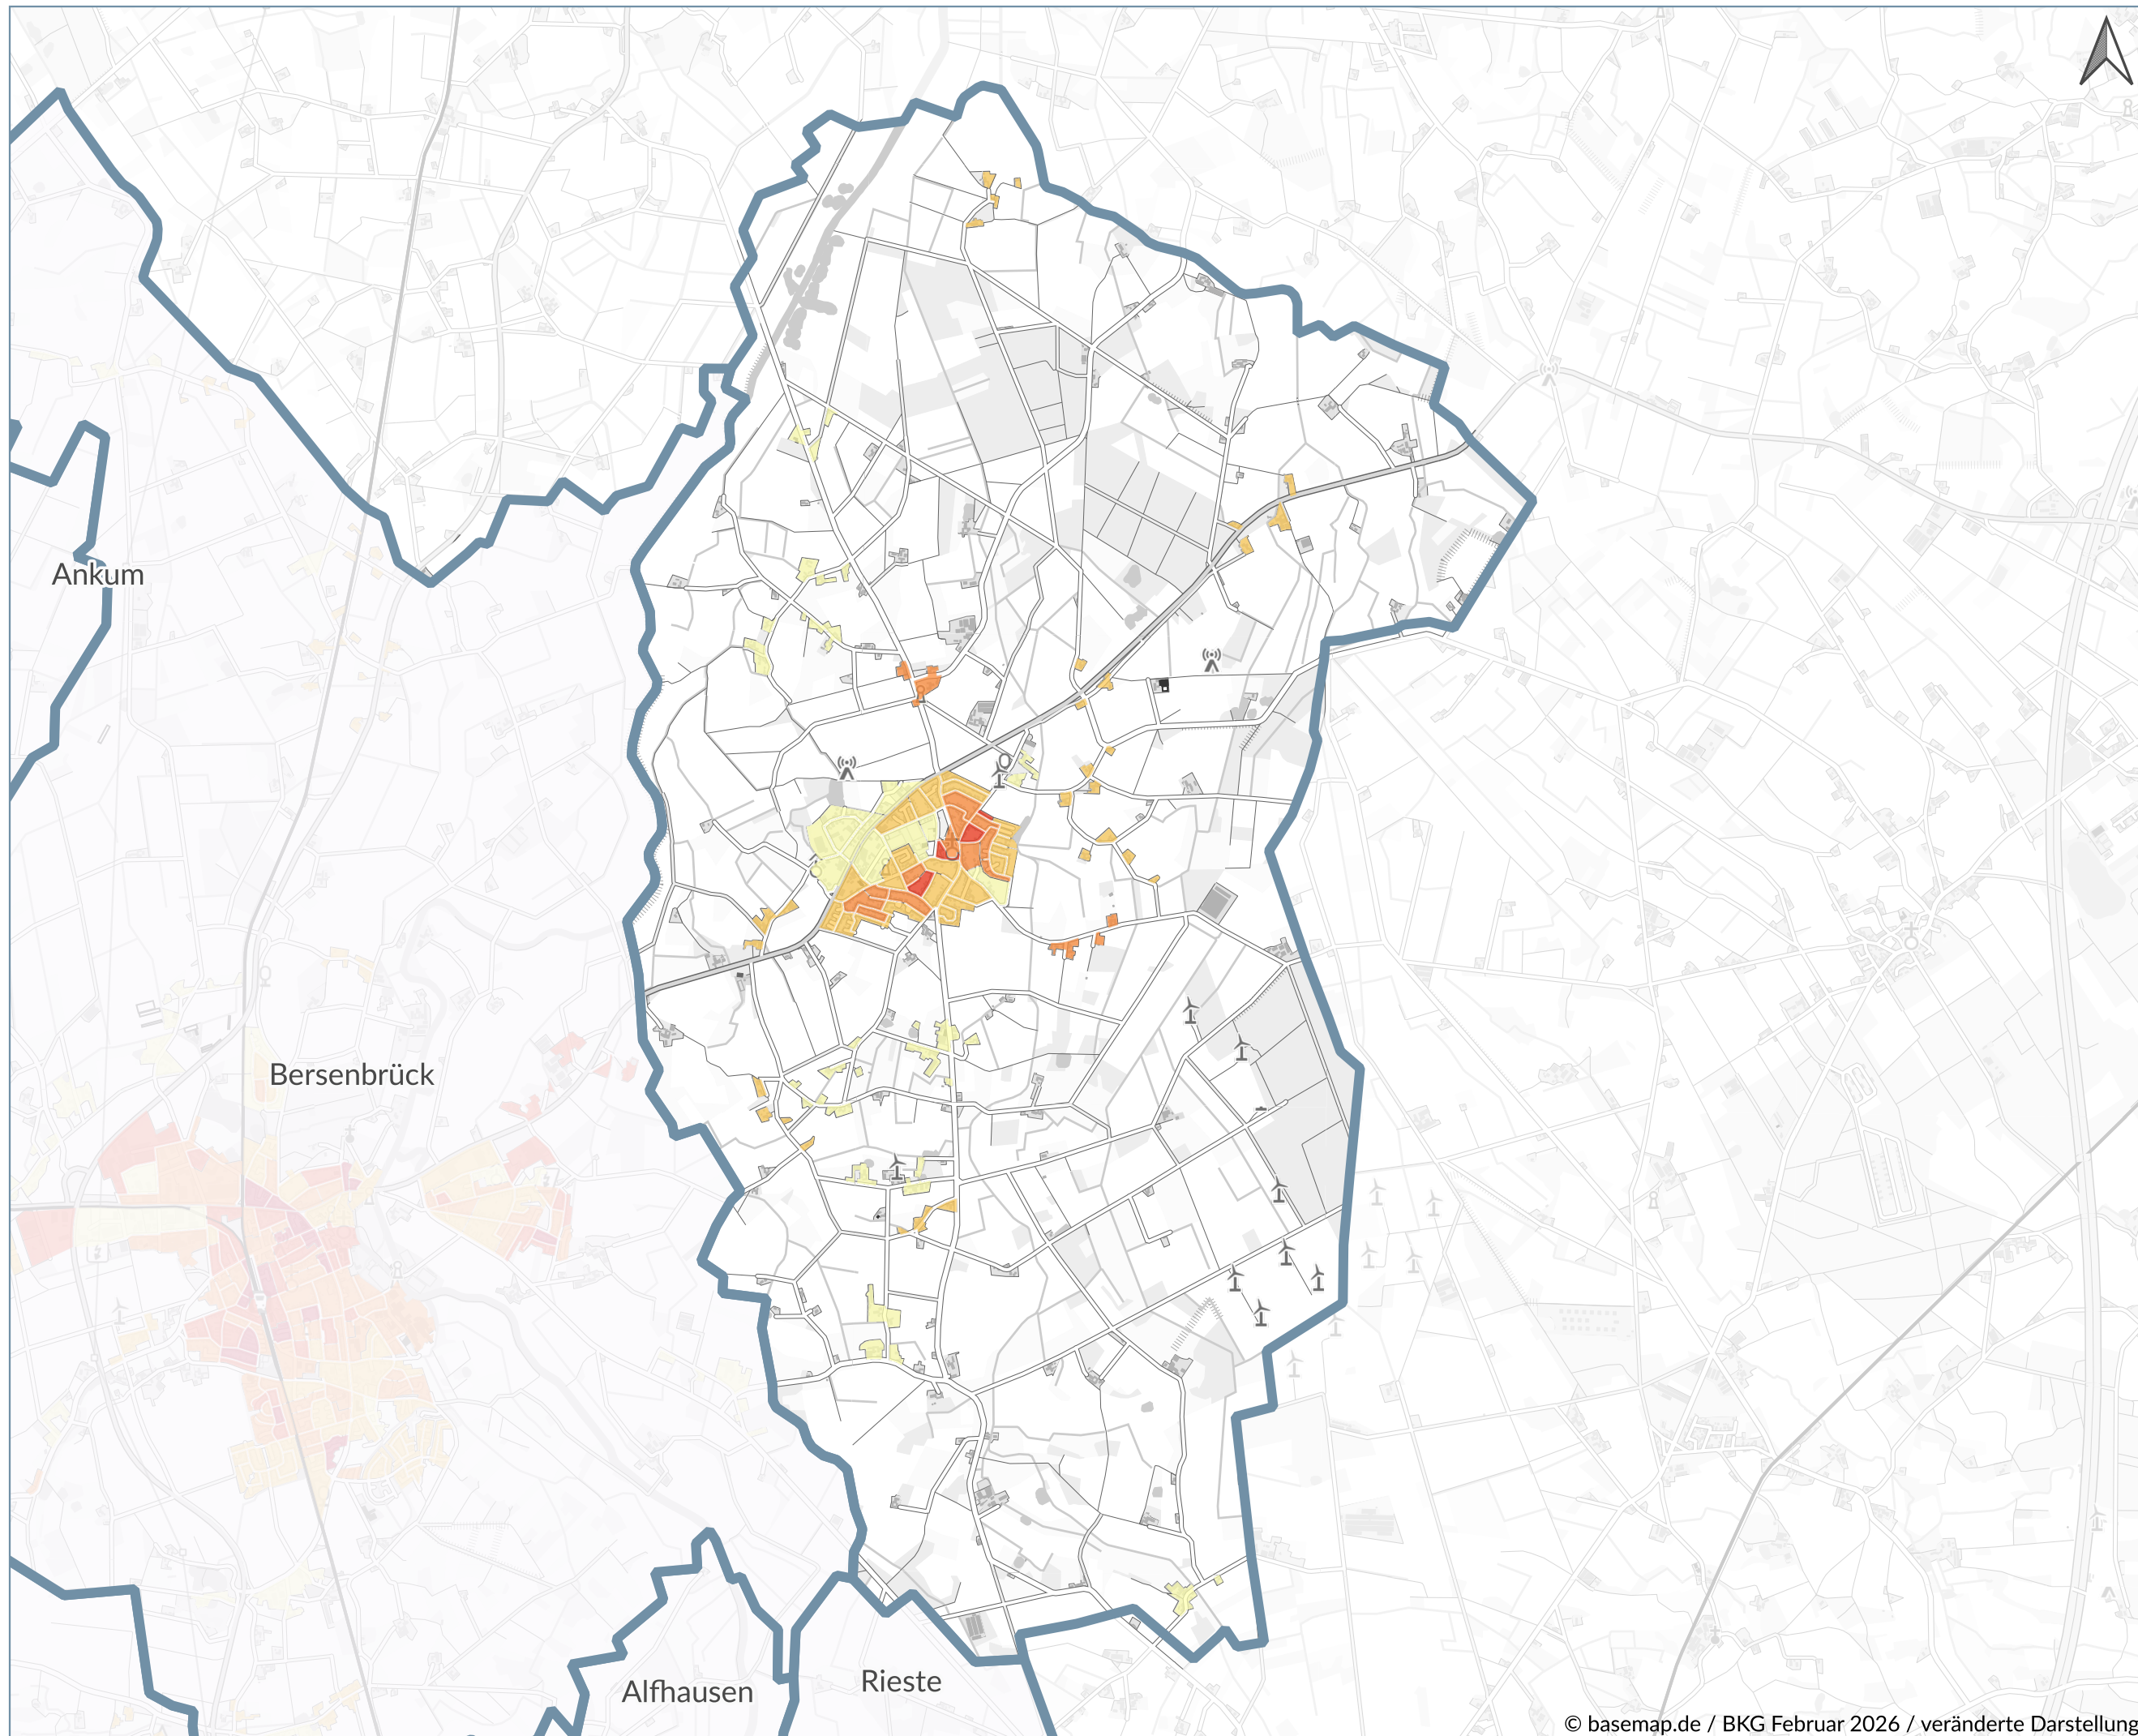 Ankum
Bersenbrück
Rieste
Alfhausen
© basemap.de / BKG Februar 2026 / veränderte Darstellung